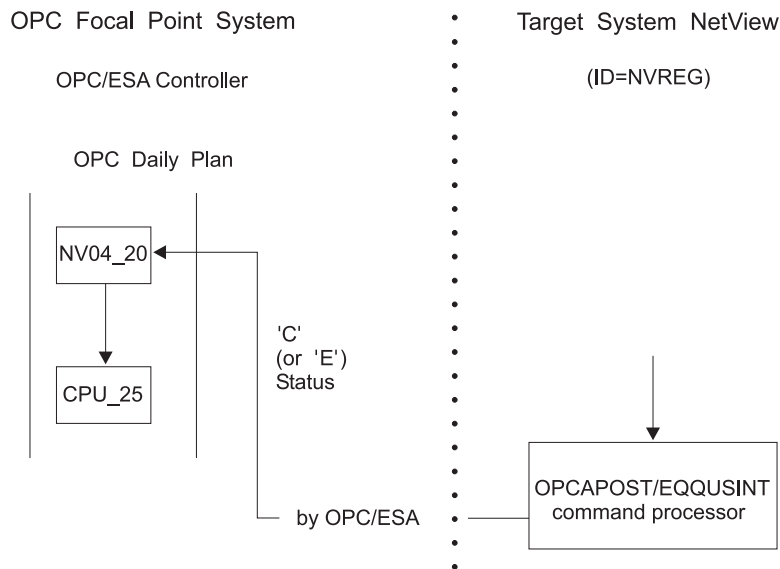 OPC Focal Point System
Target System NetView
OPC/ESA Controller
(ID=NVREG)
OPC Daily Plan
NV04_20
'C'
(or 'E')
Status
CPU_25
OPCAPOST/EQQUSINT
command processor
by OPC/ESA